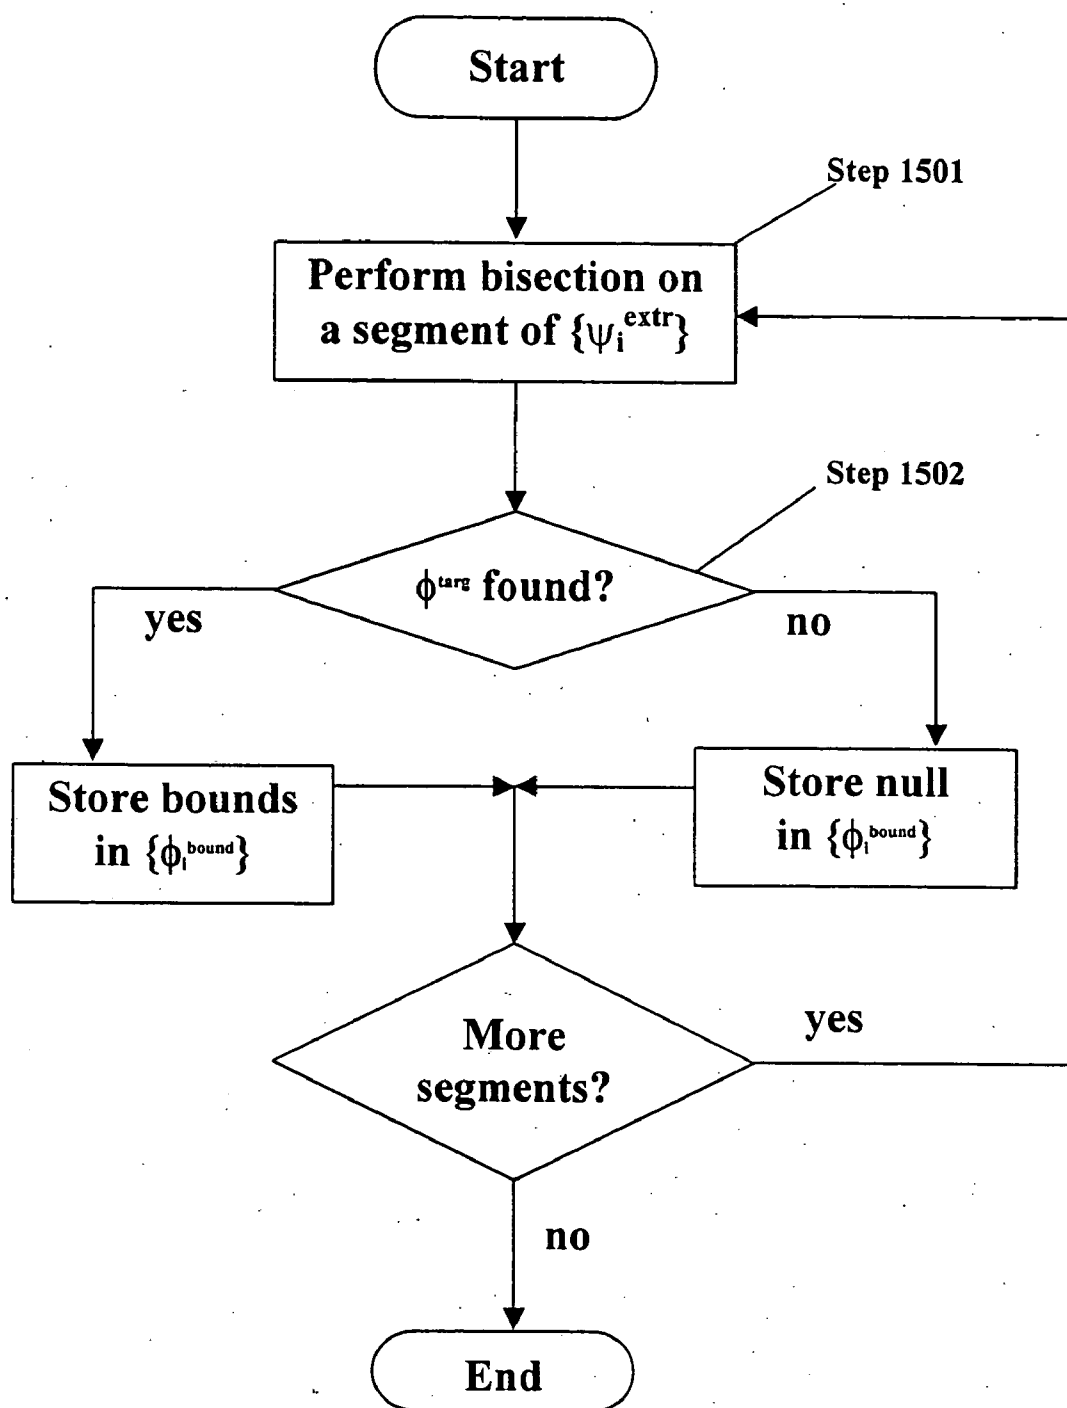 Start
Step 1501
Perform bisection on
a segment of {ψᵢᵉˣᵗʳ}
Step 1502
ϕᵗᵃʳᵍ found?
yes
no
Store bounds
in {ϕᵢᵇᵒᵘⁿᵈ}
Store null
in {ϕᵢᵇᵒᵘⁿᵈ}
More
segments?
yes
no
End